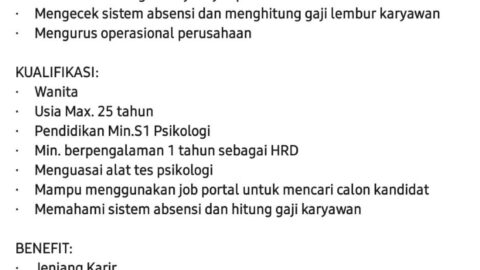 · Mengecek sistem absensi dan menghitung gaji lembur karyawan
· Mengurus operasional perusahaan
KUALIFIKASI:
· Wanita
· Usia Max. 25 tahun
· Pendidikan Min.S1 Psikologi
· Min. berpengalaman 1 tahun sebagai HRD
· Menguasai alat tes psikologi
· Mampu menggunakan job portal untuk mencari calon kandidat
· Memahami sistem absensi dan hitung gaji karyawan
BENEFIT:
· Jenjang Karir